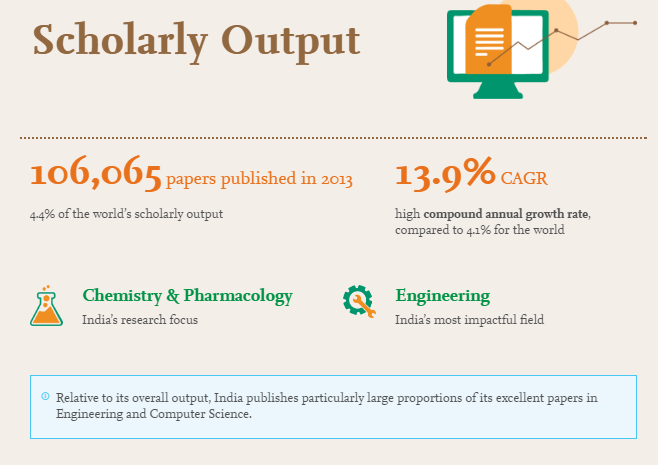 Scholarly Output
106,065 papers published in 2013
13.9% CAGR
4.4% of the world's scholarly output
high compound annual growth rate,
compared to 4.1% for the world
Chemistry & Pharmacology
India's research focus
Engineering
India's most impactful field
Relative to its overall output, India publishes particularly large proportions of its excellent papers in
Engineering and Computer Science.